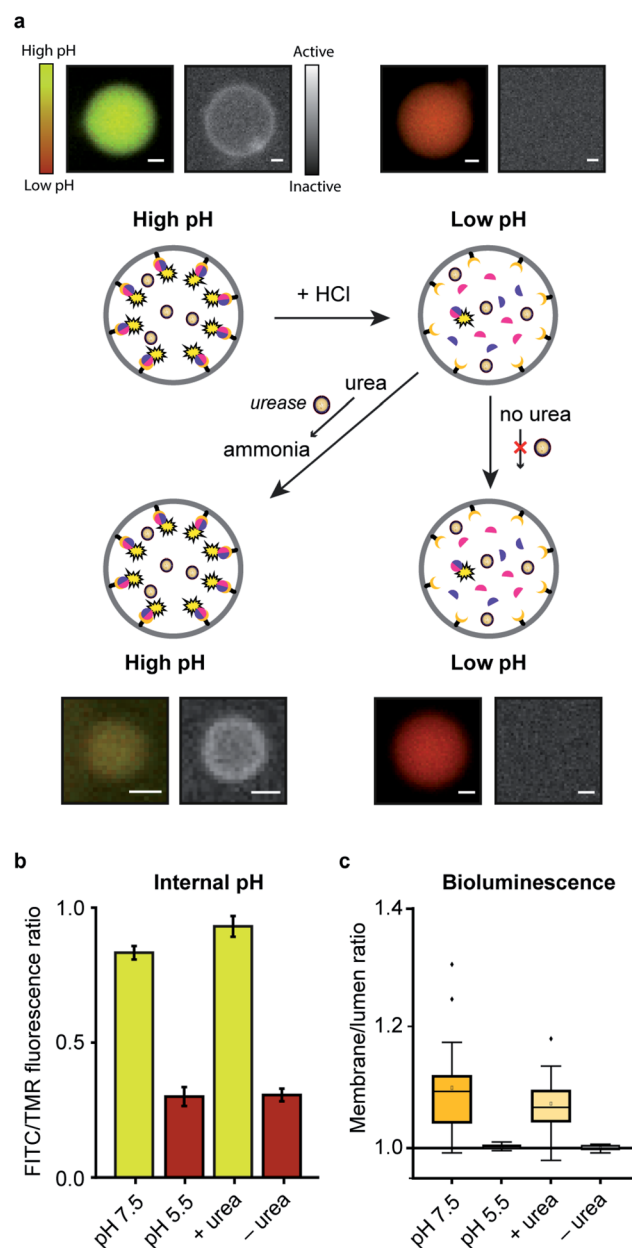 a
High pH
Low pH
Active
Inactive
High pH
Low pH
+ HCl
urease
urea
ammonia
no urea
High pH
Low pH
b
Internal pH
FITC/TMR fluorescence ratio
1.0
0.5
0.0
pH 7.5
pH 5.5
+ urea
– urea
c
Bioluminescence
Membrane/lumen ratio
1.4
1.2
1.0
pH 7.5
pH 5.5
+ urea
– urea